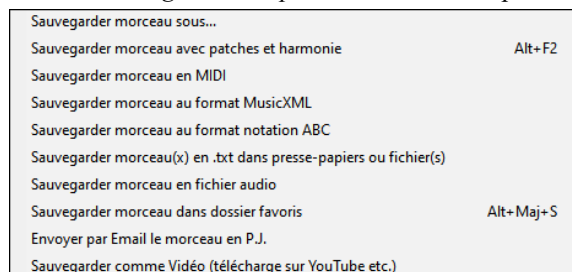 Sauvegarder morceau sous...
Sauvegarder morceau avec patches et harmonie Alt+F2
Sauvegarder morceau en MIDI
Sauvegarder morceau au format MusicXML
Sauvegarder morceau au format notation ABC
Sauvegarder morceau(x) en .txt dans presse-papiers ou fichier(s)
Sauvegarder morceau en fichier audio
Sauvegarder morceau dans dossier favoris Alt+Maj+S
Envoyer par Email le morceau en P.J.
Sauvegarder comme Vidéo (télécharge sur YouTube etc.)